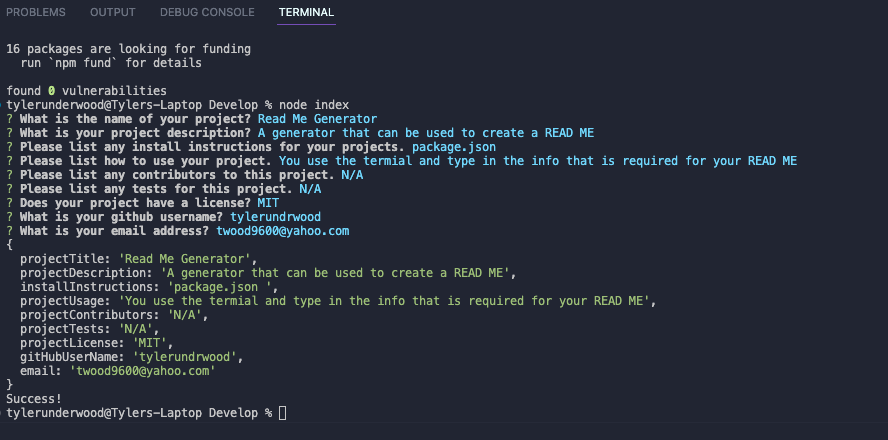 PROBLEMS OUTPUT DEBUG CONSOLE TERMINAL
16 packages are looking for funding
run `npm fund` for details
found 0 vulnerabilities
tylerunderwood@Tylers-Laptop Develop % node index
? What is the name of your project? Read Me Generator
? What is your project description? A generator that can be used to create a READ ME
? Please list any install instructions for your projects. package.json
? Please list how to use your project. You use the termial and type in the info that is required for your READ ME
? Please list any contributors to this project. N/A
? Please list any tests for this project. N/A
? Does your project have a license? MIT
? What is your github username? tylerundrwood
? What is your email address? twood9600@yahoo.com
{
projectTitle: 'Read Me Generator',
projectDescription: 'A generator that can be used to create a READ ME',
installInstructions: 'package.json ',
projectUsage: 'You use the termial and type in the info that is required for your READ ME',
projectContributors: 'N/A',
projectTests: 'N/A',
projectLicense: 'MIT',
gitHubUserName: 'tylerundrwood',
email: 'twood9600@yahoo.com'
}
Success!
tylerunderwood@Tylers-Laptop Develop %